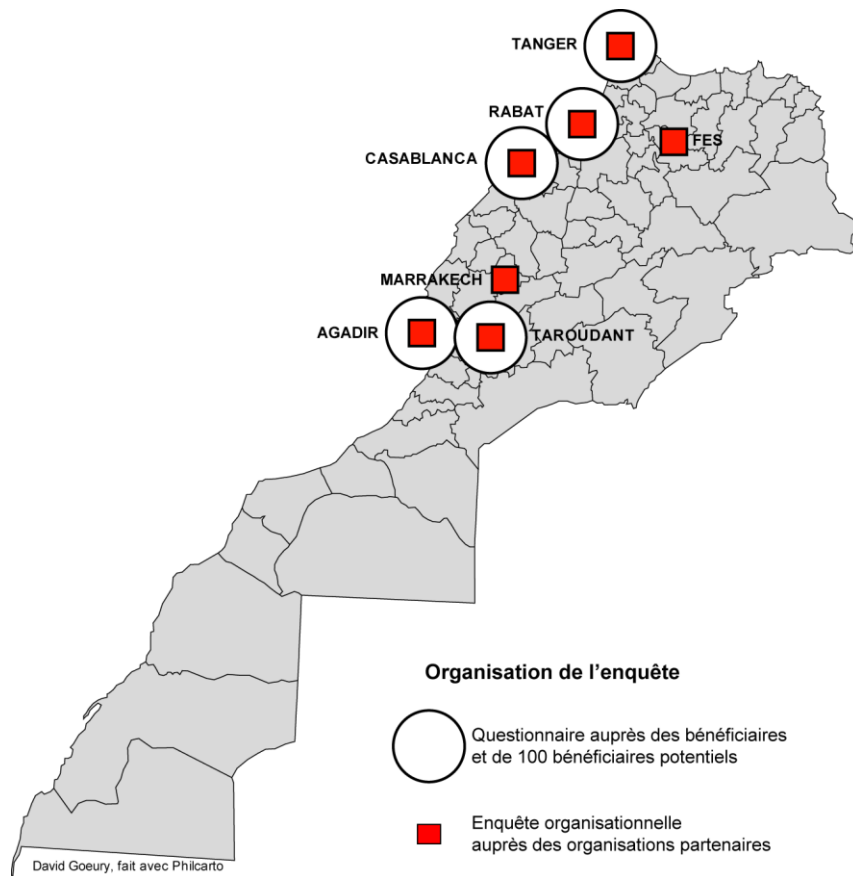 TANGER
RABAT
FES
CASABLANCA
MARRAKECH
AGADIR
TAROUDANT
Organisation de l’enquête
Questionnaire auprès des bénéficiaires
et de 100 bénéficiaires potentiels
Enquête organisationnelle
auprès des organisations partenaires
David Goeury, fait avec Philcarto